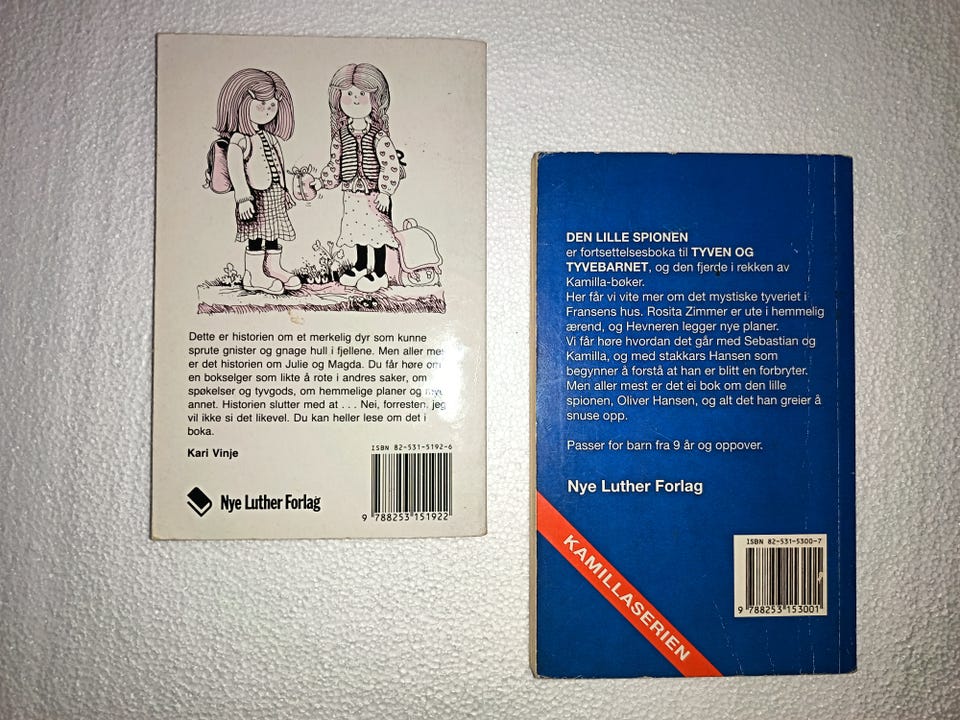 Dette er historien om et merkelig dyr som kunne
sprute gnister og gnage hull i fjellene. Men aller
er det historien om Julie og Magda. Du får høre om
en bokselger som likte å rote i andres saker, om
spøkelser og tyvgods, om hemmelige planer og mye
annet. Historien slutter med at . . . Nei, forresten, jeg
vil ikke si det likevel. Du kan heller lese om det i
boka.
Kari Vinje
ISBN 82-531-5192-6
Nye Luther Forlag
9 788253 151922
DEN LILLE SPIONEN
er fortsettelsesboka til TYVEN OG
TYVEBARNET, og den fjerde i rekken av
Kamilla-bøker.
Her får vi vite mer om det mystiske tyveriet i
Fransens hus. Rosita Zimmer er ute i hemmelig
ærend, og Hevneren legger nye planer.
Vi får høre hvordan det går med Sebastian og
Kamilla, og med stakkars Hansen som
begynner å forstå at han er blitt en forbryter.
Men aller mest er det ei bok om den lille
spionen, Oliver Hansen, og alt det han greier å
snuse opp.
Passer for barn fra 9 år og oppover.
Nye Luther Forlag
KAMILLASERIEN
ISBN 82-531-5300-7
9 788253 153001